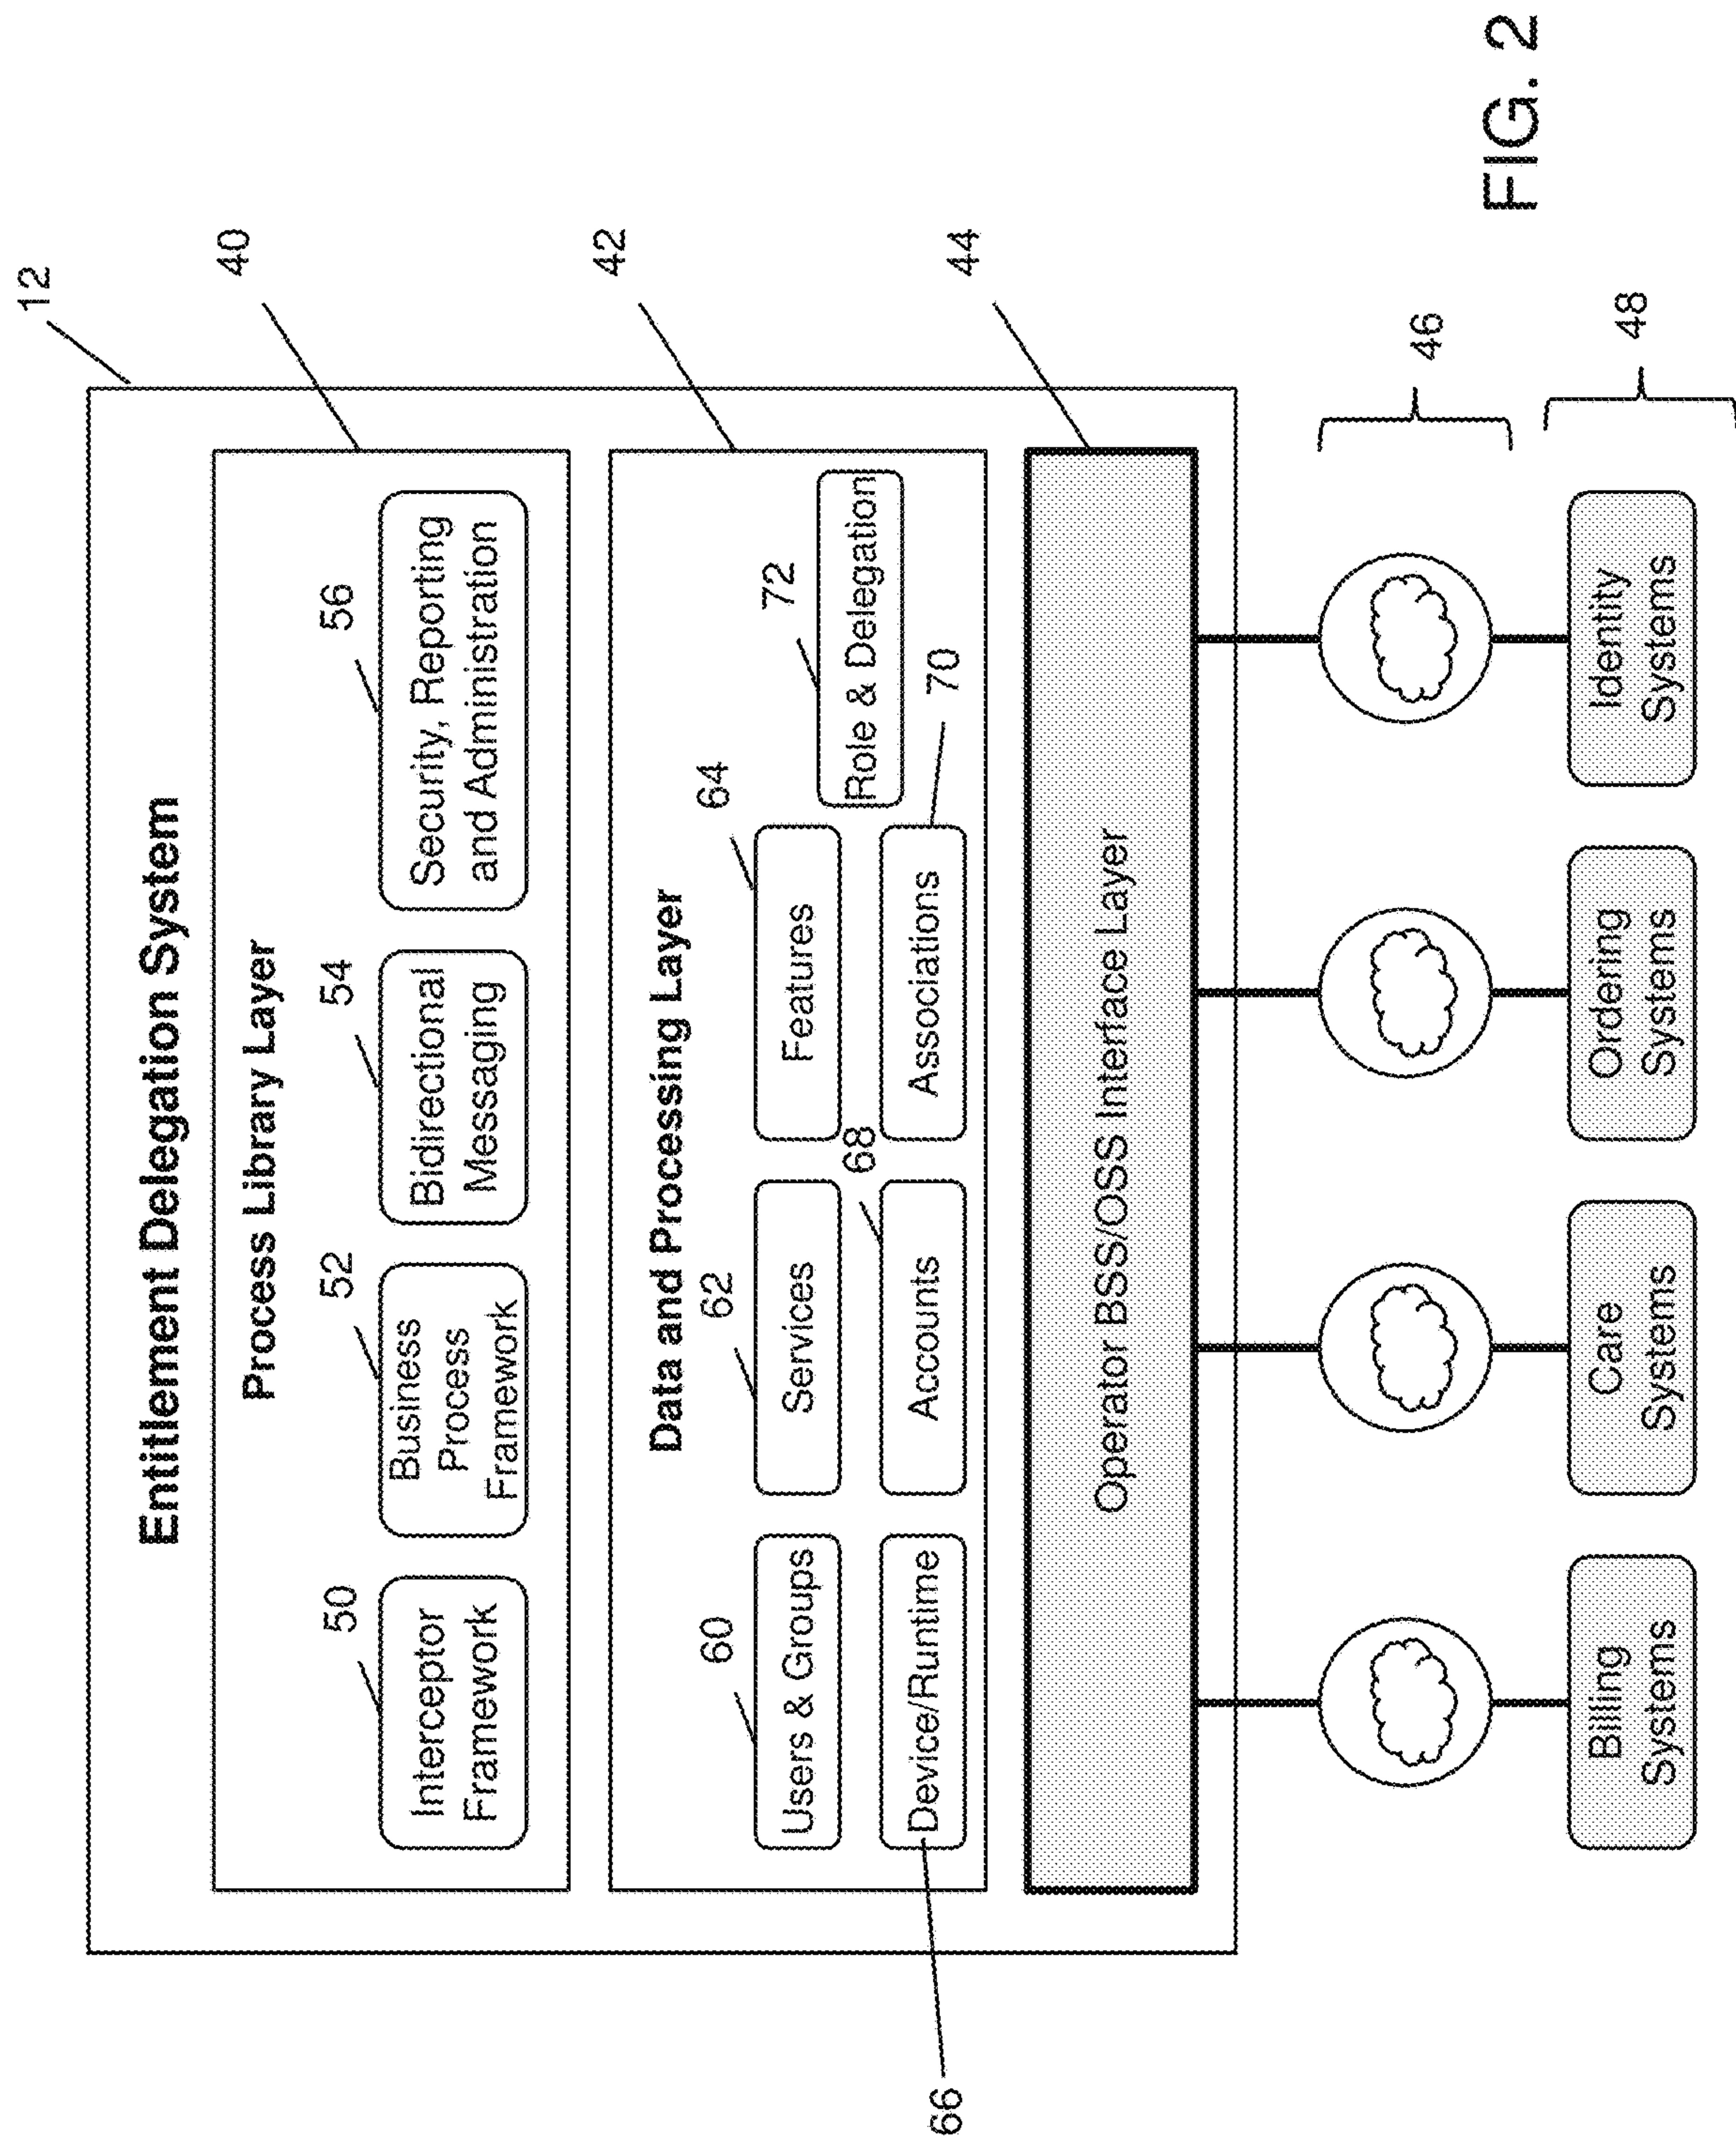 12
Entitlement Delegation System
40
Process Library Layer
50
52
54
56
Interceptor
Framework
Business
Process
Framework
Bidirectional
Messaging
Security, Reporting
and Administration
42
Data and Processing Layer
60
62
64
72
Users & Groups
Services
Features
Role & Delegation
66
68
70
Device/Runtime
Accounts
Associations
44
Operator BSS/OSS Interface Layer
46
48
Billing
Systems
Care
Systems
Ordering
Systems
Identity
Systems
FIG. 2